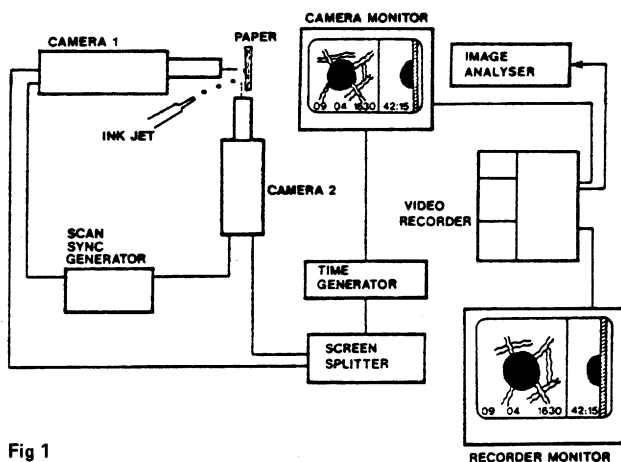 CAMERA MONITOR
CAMERA 1
PAPER
IMAGE
ANALYSER
09 04 1630 42:15
INK JET
CAMERA 2
VIDEO
RECORDER
SCAN
SYNC
GENERATOR
TIME
GENERATOR
SCREEN
SPLITTER
09 04 1630 42:15
Fig 1
RECORDER MONITOR